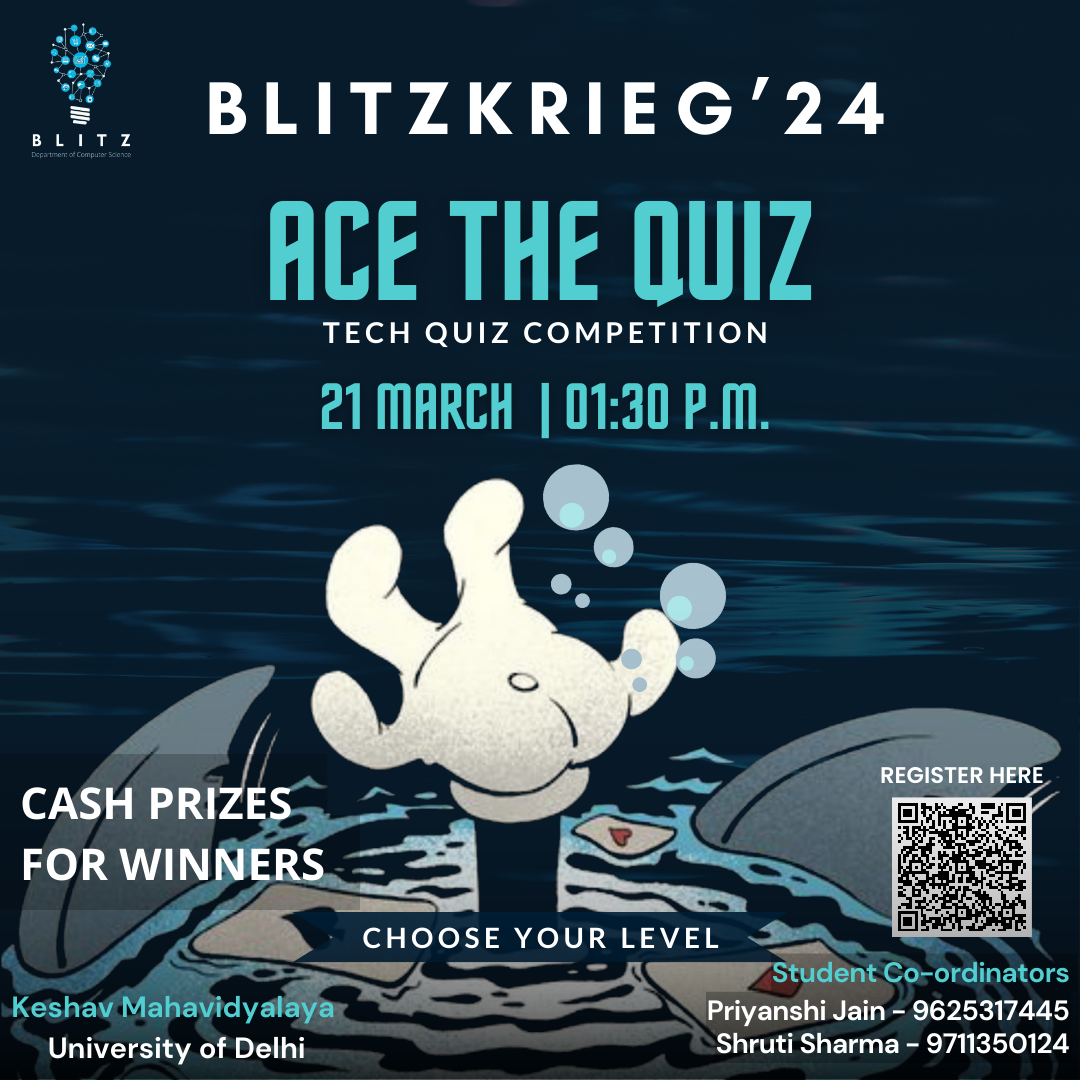 BLITZ
Department of Computer Science
BLITZKRIEG’24
ACE THE QUIZ
TECH QUIZ COMPETITION
21 MARCH | 01:30 P.M.
CASH PRIZES
FOR WINNERS
REGISTER HERE
CHOOSE YOUR LEVEL
Keshav Mahavidyalaya
University of Delhi
Student Co-ordinators
Priyanshi Jain - 9625317445
Shruti Sharma - 9711350124